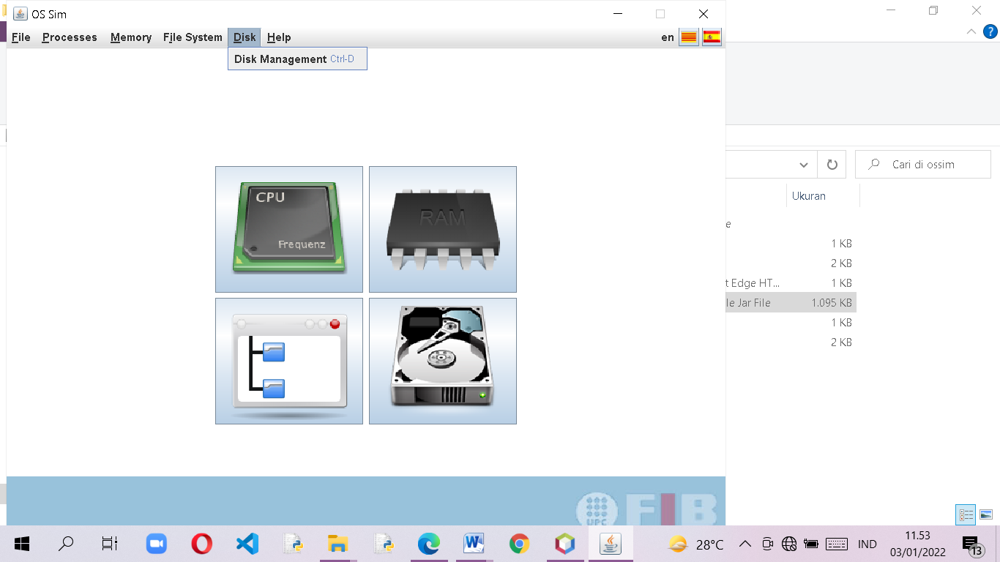 OS Sim
File Processes Memory File System Disk Help en
Disk Management Ctrl-D
CPU
Frequenz
RAM
Cari di ossim
Ukuran
e
1 KB
2 KB
t Edge HT... 1 KB
le Jar File 1.095 KB
1 KB
2 KB
UPC FIB
28°C IND 11.53
03/01/2022 13